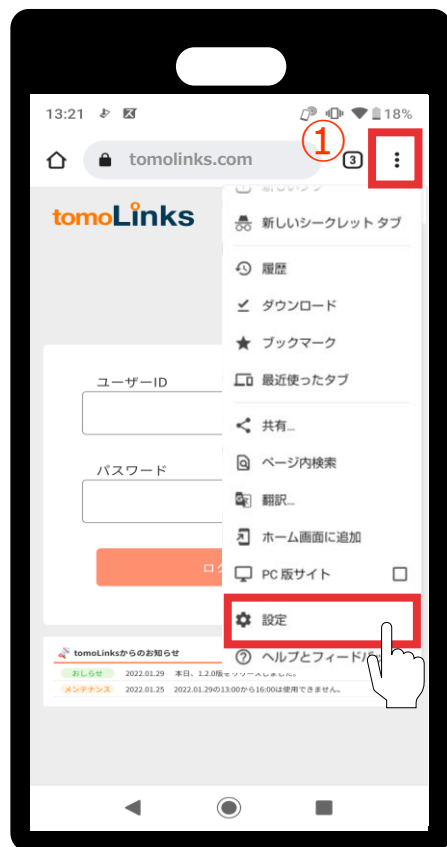 13:21 18%
①
tomolinks.com 3
tomoLinks
新しいタブ
新しいシークレット タブ
履歴
ダウンロード
ブックマーク
最近使ったタブ
共有...
ページ内検索
翻訳...
ホーム画面に追加
PC 版サイト
設定
ユーザーID
パスワード
ログ
tomoLinksからのお知らせ
ヘルプとフィードバ
おしらせ 2022.01.29 本日、1.2.0版をリリースしました。
メンテナンス 2022.01.25 2022.01.29の13:00から16:00は使用できません。